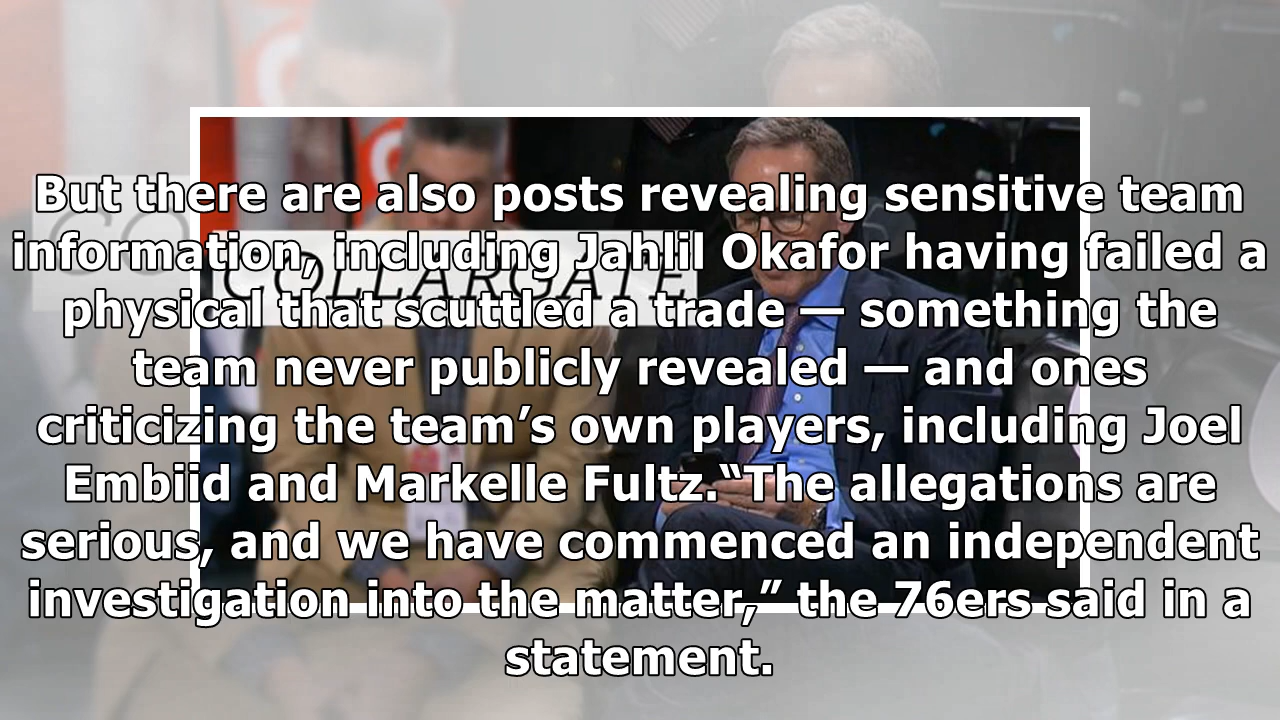 But there are also posts revealing sensitive team
information, including Jahlil Okafor having failed a
COLLARGATE
physical that scuttled a trade — something the
team never publicly revealed — and ones
criticizing the team’s own players, including Joel
Embiid and Markelle Fultz.“The allegations are
serious, and we have commenced an independent
investigation into the matter,” the 76ers said in a
statement.